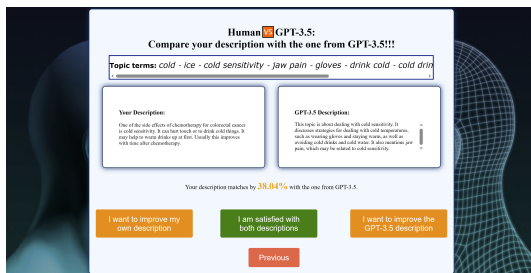 Human VS GPT-3.5:
Compare your description with the one from GPT-3.5!!!
Topic terms: cold - ice - cold sensitivity - jaw pain - gloves - drink cold - cold drin
Your Description:
One of the side effects of chemotherapy for colorectal cancer
is cold sensitivity. It can hurt touch or to drink cold things. It
may help to warm drinks up at first. Usually this improves
with time after chemotherapy.
GPT-3.5 Description:
This topic is about dealing with cold sensitivity. It
discusses strategies for dealing with cold temperatures,
such as wearing gloves and staying warm, as well as
avoiding cold drinks and cold water. It also mentions jaw
pain, which may be related to cold sensitivity.
Your description matches by 38.04% with the one from GPT-3.5.
I want to improve my
own description
I am satisfied with
both descriptions
I want to improve the
GPT-3.5 description
Previous